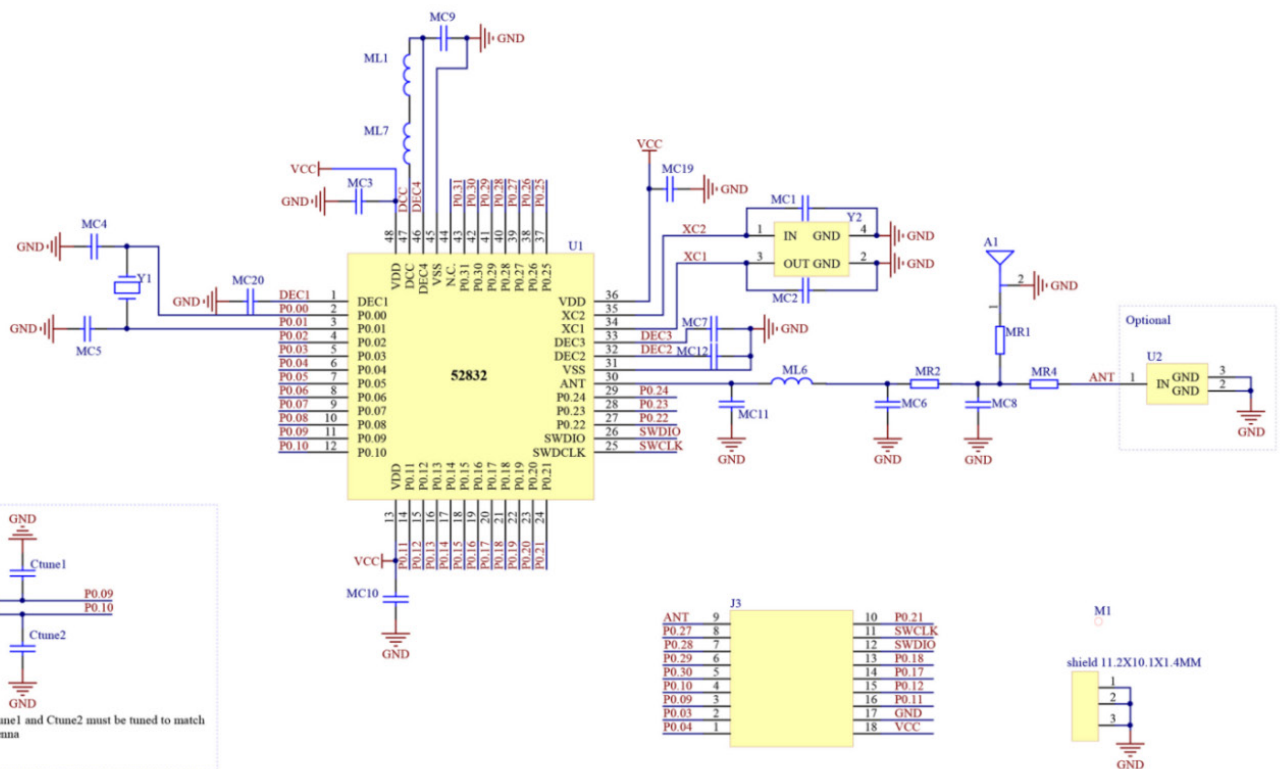 MC9
GND
ML1
ML7
VCC
MC3
GND
DCC
DEC4
P0.31
P0.30
P0.29
P0.28
P0.27
P0.26
P0.25
48
47
46
45
44
43
42
41
40
39
38
37
U1
VDD
DCC
DEC4
VSS
N.C.
P0.31
P0.30
P0.29
P0.28
P0.27
P0.26
P0.25
MC4
GND
Y1
GND
MC5
MC20
GND
DEC1 1 DEC1
P0.00 2 P0.00
P0.01 3 P0.01
P0.02 4 P0.02
P0.03 5 P0.03
P0.04 6 P0.04
P0.05 7 P0.05
P0.06 8 P0.06
P0.07 9 P0.07
P0.08 10 P0.08
P0.09 11 P0.09
P0.10 12 P0.10
52832
VDD 36
XC2 35
XC1 34
DEC3 33 DEC3
DEC2 32 DEC2
VSS 31
ANT 30
P0.24 29 P0.24
P0.23 28 P0.23
P0.22 27 P0.22
SWDIO 26 SWDIO
SWDCLK 25 SWCLK
VDD
P0.11
P0.12
P0.13
P0.14
P0.15
P0.16
P0.17
P0.18
P0.19
P0.20
P0.21
13
14
15
16
17
18
19
20
21
22
23
24
P0.11
P0.12
P0.13
P0.14
P0.15
P0.16
P0.17
P0.18
P0.19
P0.20
P0.21
VCC
MC10
GND
VCC
MC19
GND
XC2
XC1
MC1
Y2
1 IN GND 4
GND
3 OUT GND 2
GND
MC2
MC7
GND
MC12
MC11
GND
ML6
MC6
GND
MR2
MC8
GND
A1
2
GND
1
MR1
MR4
ANT
Optional
U2
1 IN GND 3
GND 2
GND
GND
Ctune1
P0.09
P0.10
Ctune2
GND
and Ctune2 must be tuned to match
J3
ANT 9 10 P0.21
P0.27 8 11 SWCLK
P0.28 7 12 SWDIO
P0.29 6 13 P0.18
P0.30 5 14 P0.17
P0.10 4 15 P0.12
P0.09 3 16 P0.11
P0.03 2 17 GND
P0.04 1 18 VCC
M1
shield 11.2X10.1X1.4MM
1
2
3
GND